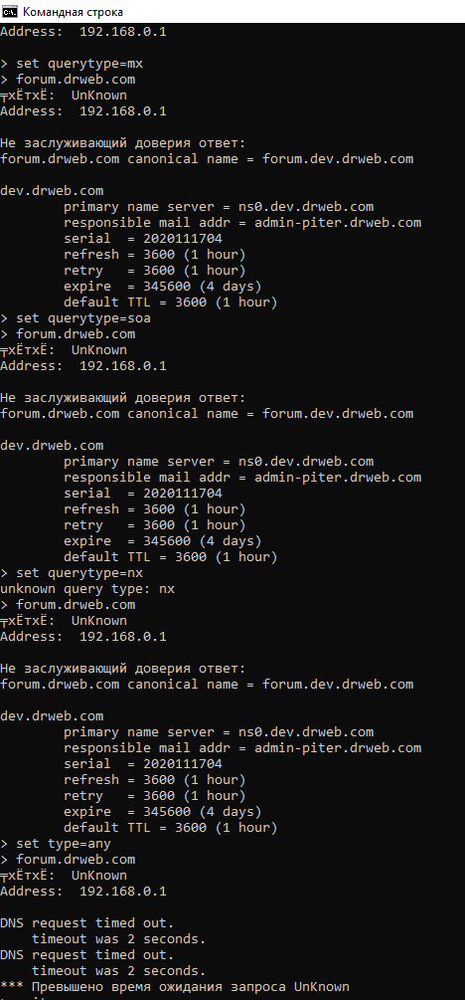 Командная строка
Address:  192.168.0.1
> set querytype=mx
> forum.drweb.com
╤хЁтхЁ:  UnKnown
Address:  192.168.0.1
Не заслуживающий доверия ответ:
forum.drweb.com canonical name = forum.dev.drweb.com
dev.drweb.com
        primary name server = ns0.dev.drweb.com
        responsible mail addr = admin-piter.drweb.com
        serial  = 2020111704
        refresh = 3600 (1 hour)
        retry   = 3600 (1 hour)
        expire  = 345600 (4 days)
        default TTL = 3600 (1 hour)
> set querytype=soa
> forum.drweb.com
╤хЁтхЁ:  UnKnown
Address:  192.168.0.1
Не заслуживающий доверия ответ:
forum.drweb.com canonical name = forum.dev.drweb.com
dev.drweb.com
        primary name server = ns0.dev.drweb.com
        responsible mail addr = admin-piter.drweb.com
        serial  = 2020111704
        refresh = 3600 (1 hour)
        retry   = 3600 (1 hour)
        expire  = 345600 (4 days)
        default TTL = 3600 (1 hour)
> set querytype=nx
unknown query type: nx
> forum.drweb.com
╤хЁтхЁ:  UnKnown
Address:  192.168.0.1
Не заслуживающий доверия ответ:
forum.drweb.com canonical name = forum.dev.drweb.com
dev.drweb.com
        primary name server = ns0.dev.drweb.com
        responsible mail addr = admin-piter.drweb.com
        serial  = 2020111704
        refresh = 3600 (1 hour)
        retry   = 3600 (1 hour)
        expire  = 345600 (4 days)
        default TTL = 3600 (1 hour)
> set type=any
> forum.drweb.com
╤хЁтхЁ:  UnKnown
Address:  192.168.0.1
DNS request timed out.
    timeout was 2 seconds.
DNS request timed out.
    timeout was 2 seconds.
*** Превышено время ожидания запроса UnKnown